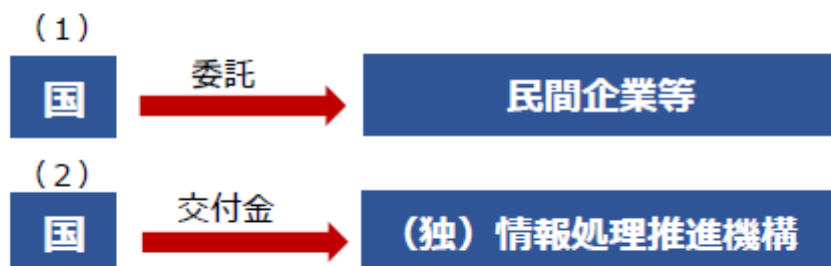 (1)
国
委託
民間企業等
(2)
国
交付金
(独)情報処理推進機構